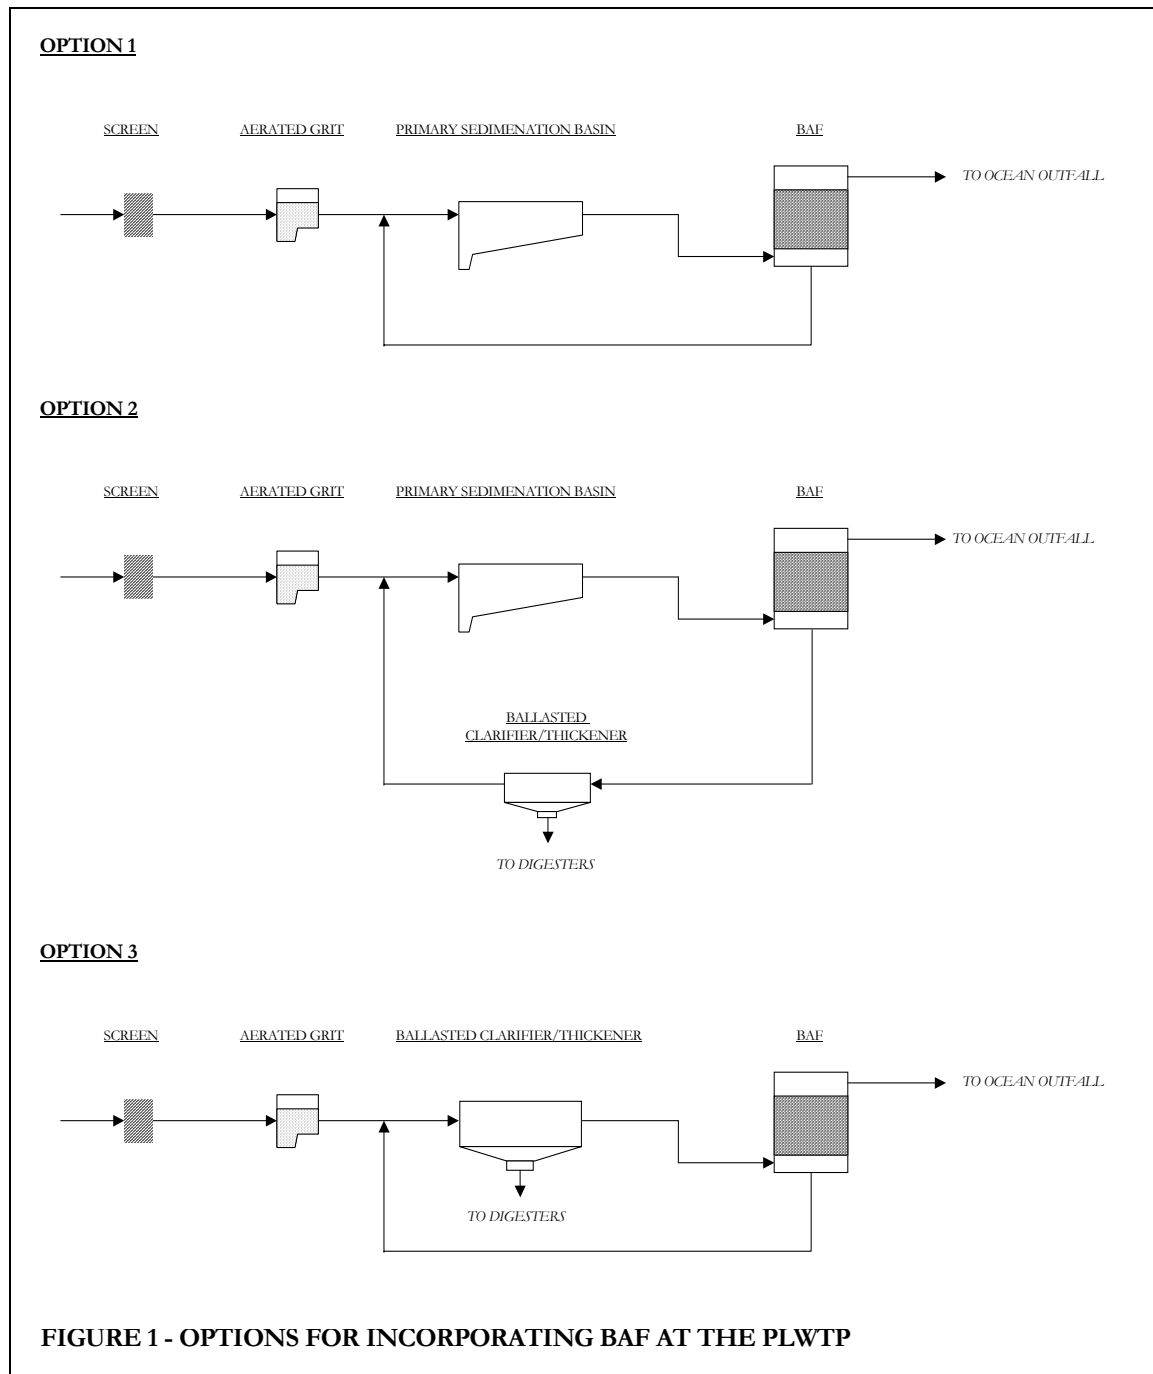 OPTION 1
SCREEN AERATED GRIT PRIMARY SEDIMENATION BASIN BAF
TO OCEAN OUTFALL
OPTION 2
SCREEN AERATED GRIT PRIMARY SEDIMENATION BASIN BAF
TO OCEAN OUTFALL
BALLASTED
CLARIFIER/THICKENER
TO DIGESTERS
OPTION 3
SCREEN AERATED GRIT BALLASTED CLARIFIER/THICKENER BAF
TO OCEAN OUTFALL
TO DIGESTERS
FIGURE 1 - OPTIONS FOR INCORPORATING BAF AT THE PLWTP